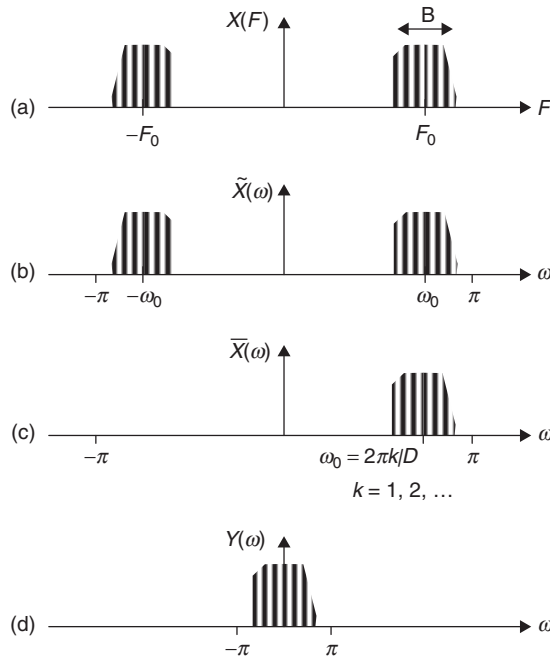 X(F)
B
(a)
−F₀
F₀
F
X̃(ω)
(b)
−π
−ω₀
ω₀
π
ω
X̅(ω)
(c)
−π
ω₀ = 2πk/D
π
ω
k = 1, 2, …
Y(ω)
(d)
−π
π
ω